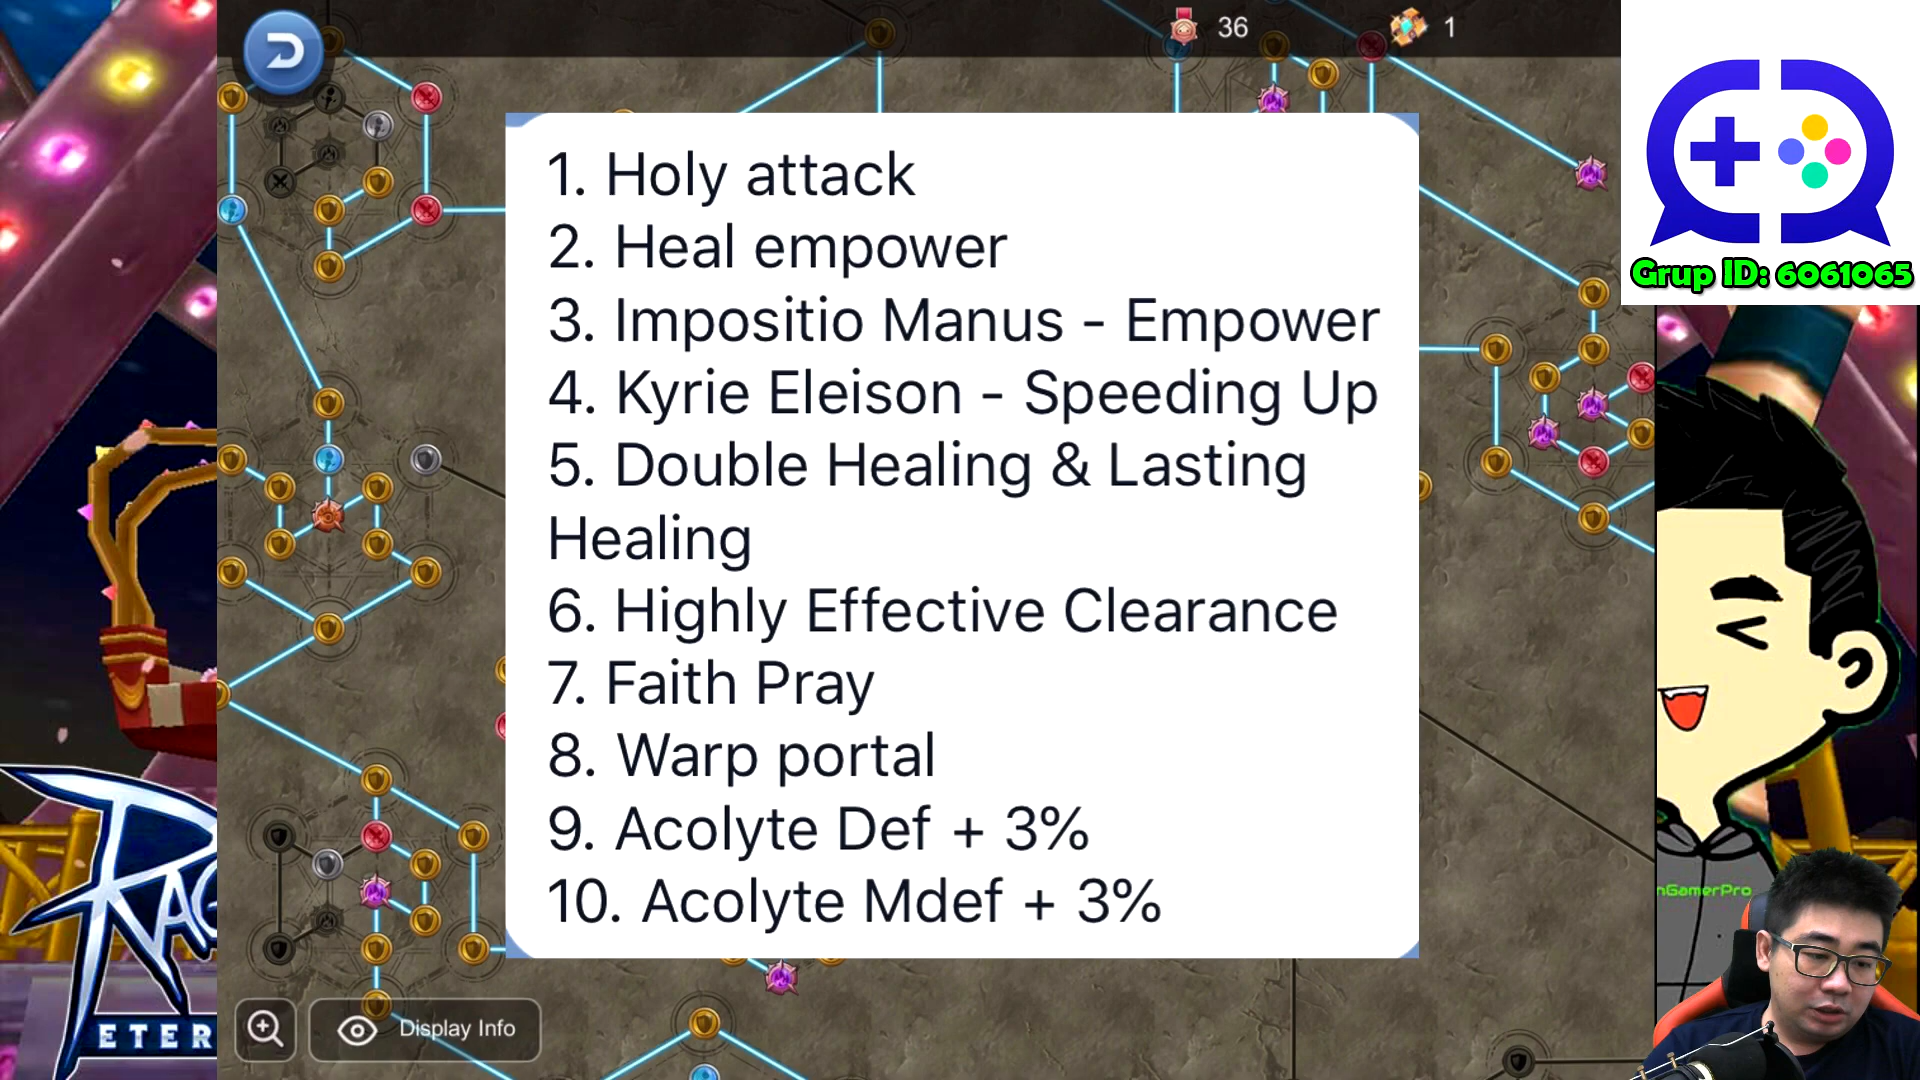 36
1
Grup ID: 6061065
1. Holy attack
2. Heal empower
3. Impositio Manus - Empower
4. Kyrie Eleison - Speeding Up
5. Double Healing & Lasting
Healing
6. Highly Effective Clearance
7. Faith Pray
8. Warp portal
9. Acolyte Def + 3%
10. Acolyte Mdef + 3%
nGamerPro
RAG
ETER
Display Info